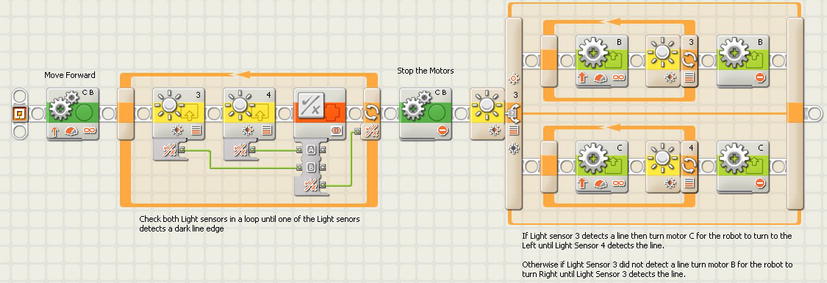 Move Forward
C B
3
4
A
B
Check both Light sensors in a loop until one of the Light senors
detects a dark line edge
Stop the Motors
C B
3
B
3
B
C
4
C
If Light sensor 3 detects a line then turn motor C for the robot to turn to the
Left until Light Sensor 4 detects the line.
Otherwise if Light Sensor 3 did not detect a line turn motor B for the robot to
turn Right until Light Sensor 3 detects the line.